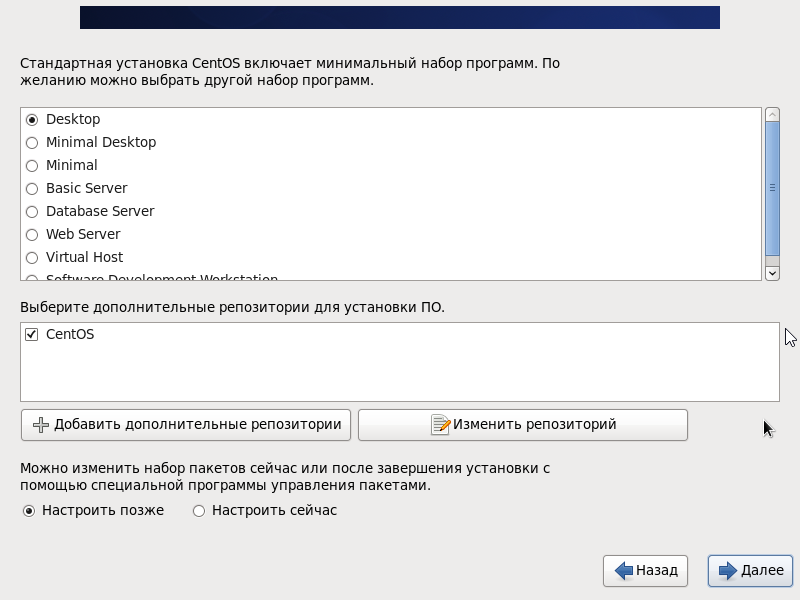 Стандартная установка CentOS включает минимальный набор программ. По
желанию можно выбрать другой набор программ.
Desktop
Minimal Desktop
Minimal
Basic Server
Database Server
Web Server
Virtual Host
Software Development Workstation
Выберите дополнительные репозитории для установки ПО.
CentOS
Добавить дополнительные репозитории
Изменить репозиторий
Можно изменить набор пакетов сейчас или после завершения установки с
помощью специальной программы управления пакетами.
Настроить позже
Настроить сейчас
Назад
Далее